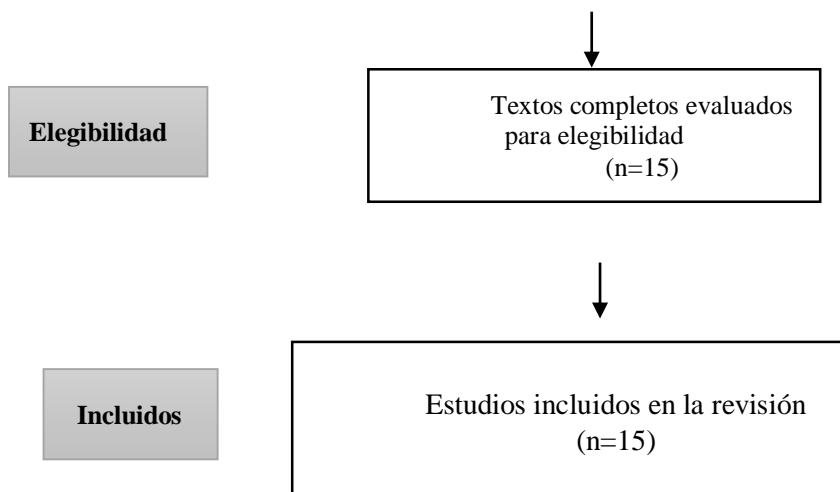 Elegibilidad
Textos completos evaluados
para elegibilidad
(n=15)
Incluidos
Estudios incluidos en la revisión
(n=15)